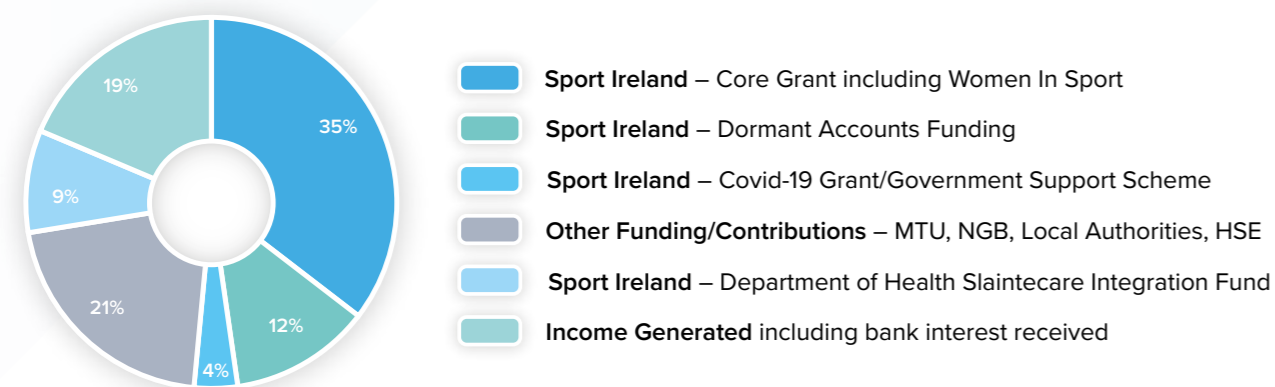 19%
35%
9%
21%
12%
4%
Sport Ireland – Core Grant including Women In Sport
Sport Ireland – Dormant Accounts Funding
Sport Ireland – Covid-19 Grant/Government Support Scheme
Other Funding/Contributions – MTU, NGB, Local Authorities, HSE
Sport Ireland – Department of Health Slaintecare Integration Fund
Income Generated including bank interest received